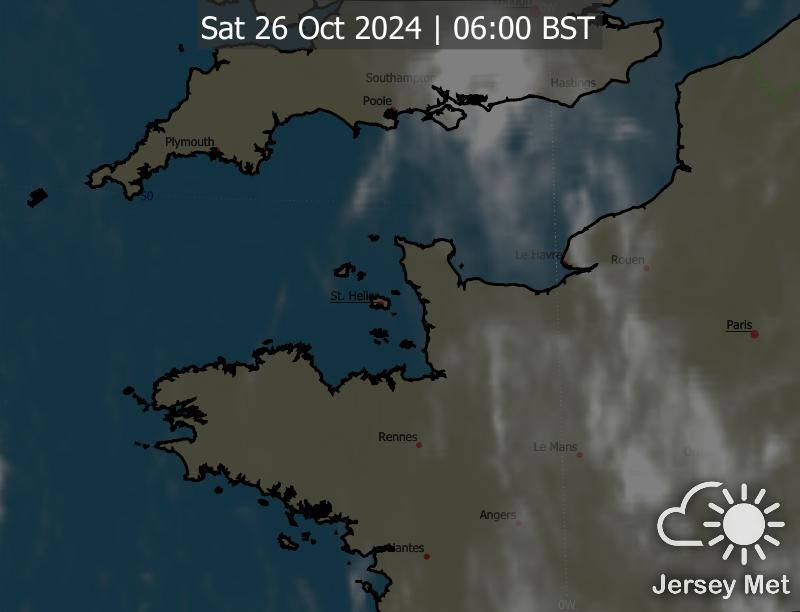 Sat 26 Oct 2024 | 06:00 BST
London
Southampton
Hastings
Poole
Plymouth
50
Le Havre
Rouen
St. Helier
Paris
Rennes
Le Mans
Angers
Nantes
0W
Jersey Met